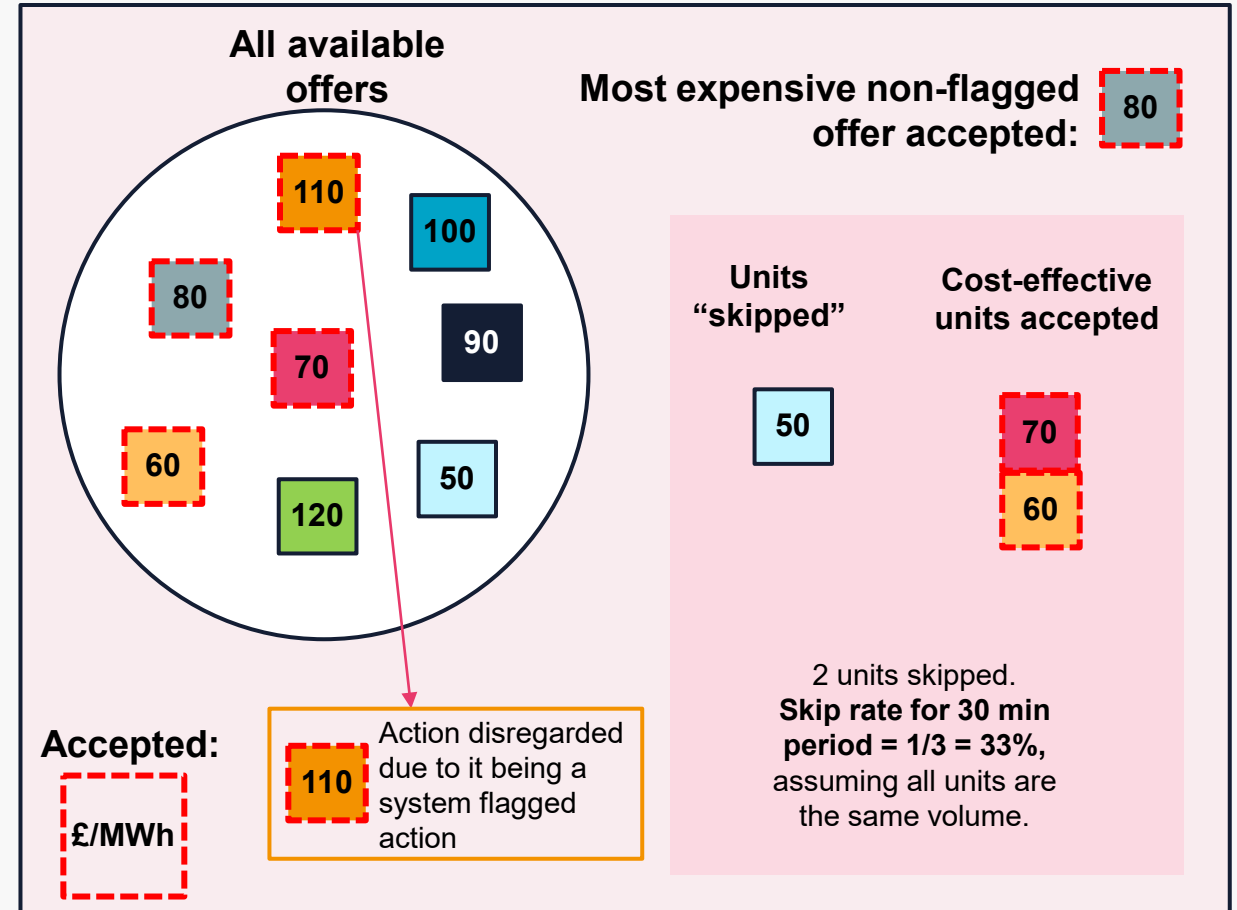 All available
offers
Most expensive non-flagged
offer accepted:
80
110
100
80
90
70
60
50
120
Units
“skipped”
Cost-effective
units accepted
50
70
60
2 units skipped.
Skip rate for 30 min
period = 1/3 = 33%,
assuming all units are
the same volume.
Accepted:
£/MWh
110
Action disregarded
due to it being a
system flagged
action